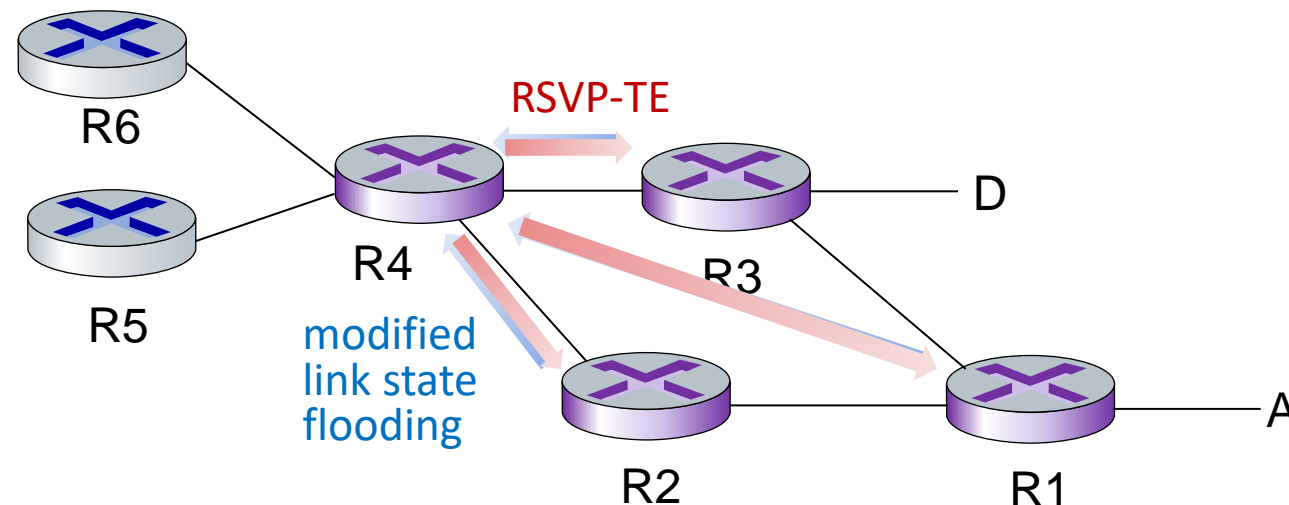 R6
RSVP-TE
D
R4
R3
R5
modified
link state
flooding
A
R2
R1